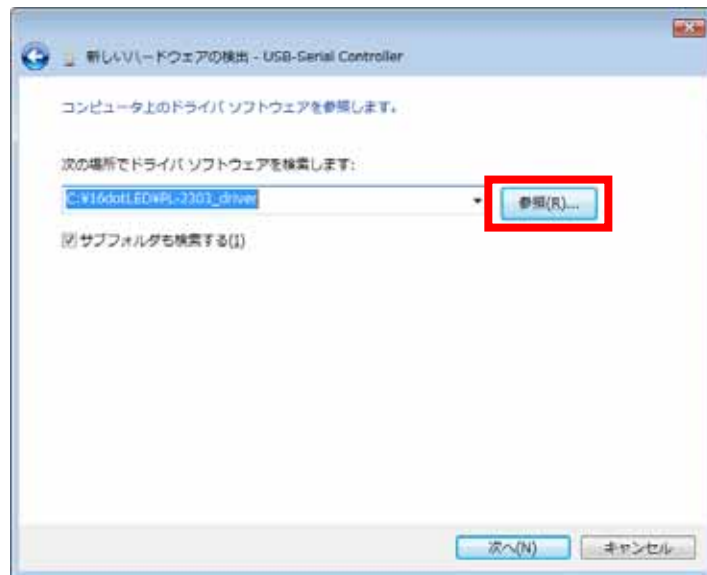 新しいハードウェアの検出 - USB-Serial Controller
コンピュータ上のドライバ ソフトウェアを参照します。
次の場所でドライバ ソフトウェアを検索します:
C:¥16dotLED¥PL-2303_driver
参照(R)...
サブフォルダも検索する(I)
次へ(N)
キャンセル